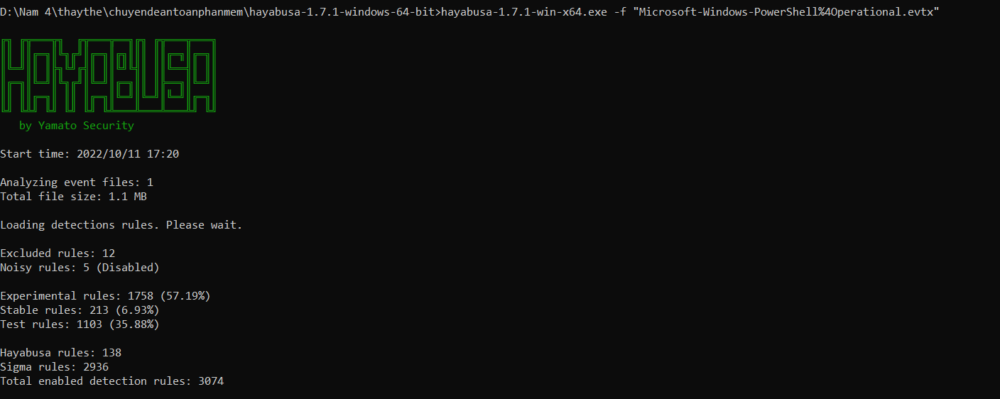 D:\Nam 4\thaythe\chuyendeantoanphanmem\hayabusa-1.7.1-windows-64-bit>hayabusa-1.7.1-win-x64.exe -f "Microsoft-Windows-PowerShell%4Operational.evtx"
HAYABUSA
by Yamato Security
Start time: 2022/10/11 17:20
Analyzing event files: 1
Total file size: 1.1 MB
Loading detections rules. Please wait.
Excluded rules: 12
Noisy rules: 5 (Disabled)
Experimental rules: 1758 (57.19%)
Stable rules: 213 (6.93%)
Test rules: 1103 (35.88%)
Hayabusa rules: 138
Sigma rules: 2936
Total enabled detection rules: 3074